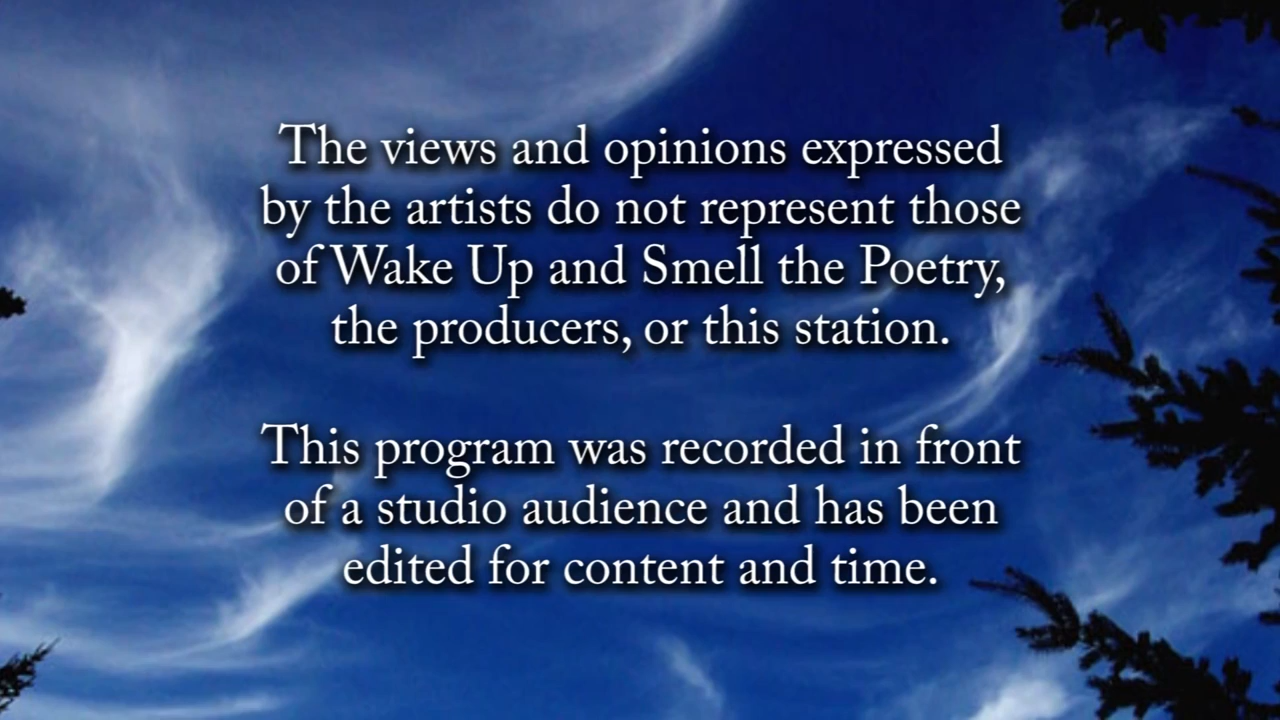 The views and opinions expressed
by the artists do not represent those
of Wake Up and Smell the Poetry,
the producers, or this station.
This program was recorded in front
of a studio audience and has been
edited for content and time.